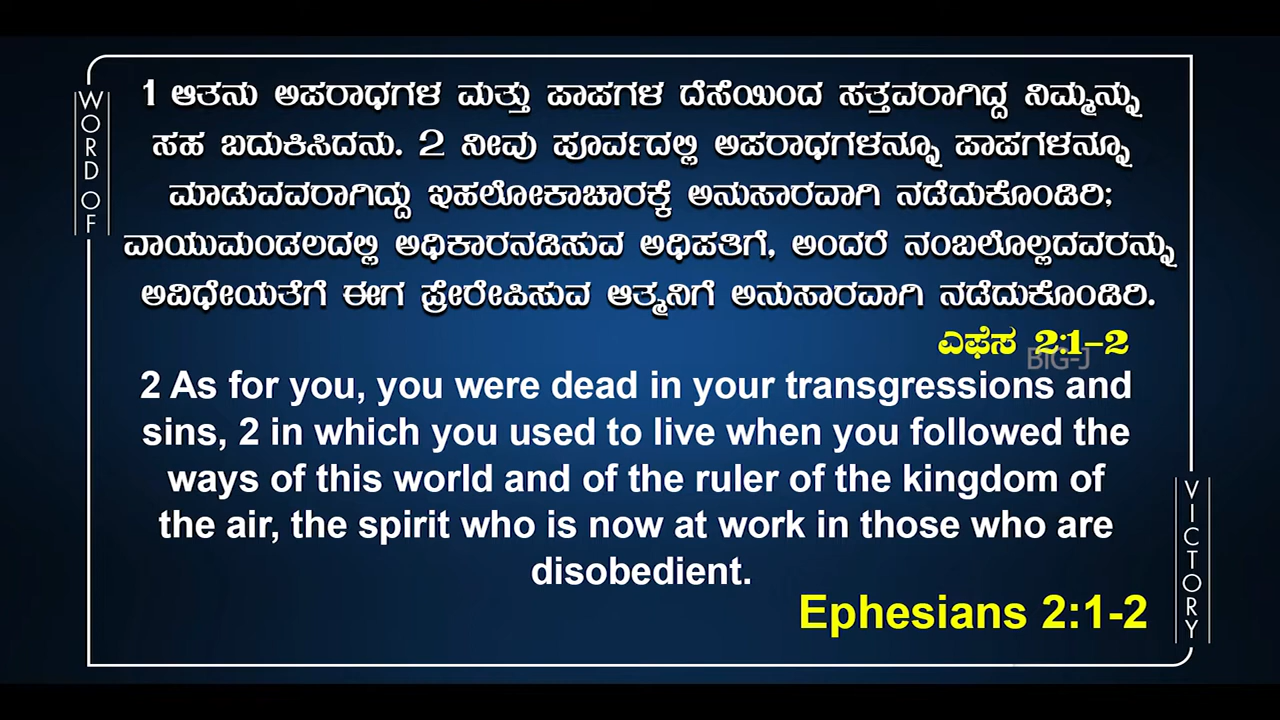 WORD OF
1 ಆತನು ಅಪರಾಧಗಳ ಮತ್ತು ಪಾಪಗಳ ದೆಸೆಯಿಂದ ಸತ್ತವರಾಗಿದ್ದ ನಿಮ್ಮನ್ನು
ಸಹ ಬದುಕಿಸಿದನು. 2 ನೀವು ಪೂರ್ವದಲ್ಲಿ ಅಪರಾಧಗಳನ್ನೂ ಪಾಪಗಳನ್ನೂ
ಮಾಡುವವರಾಗಿದ್ದು ಇಹಲೋಕಾಚಾರಕ್ಕೆ ಅನುಸಾರವಾಗಿ ನಡೆದುಕೊಂಡಿರಿ;
ವಾಯುಮಂಡಲದಲ್ಲಿ ಅಧಿಕಾರನಡಿಸುವ ಅಧಿಪತಿಗೆ, ಅಂದರೆ ನಂಬಲೊಲ್ಲದವರನ್ನು
ಅವಿಧೇಯತೆಗೆ ಈಗ ಪ್ರೇರೇಪಿಸುವ ಆತ್ಮನಿಗೆ ಅನುಸಾರವಾಗಿ ನಡೆದುಕೊಂಡಿರಿ.
ಎಫೆಸ 2:1-2
BIG-J
2 As for you, you were dead in your transgressions and
sins, 2 in which you used to live when you followed the
ways of this world and of the ruler of the kingdom of
the air, the spirit who is now at work in those who are
disobedient.
Ephesians 2:1-2
VICTORY